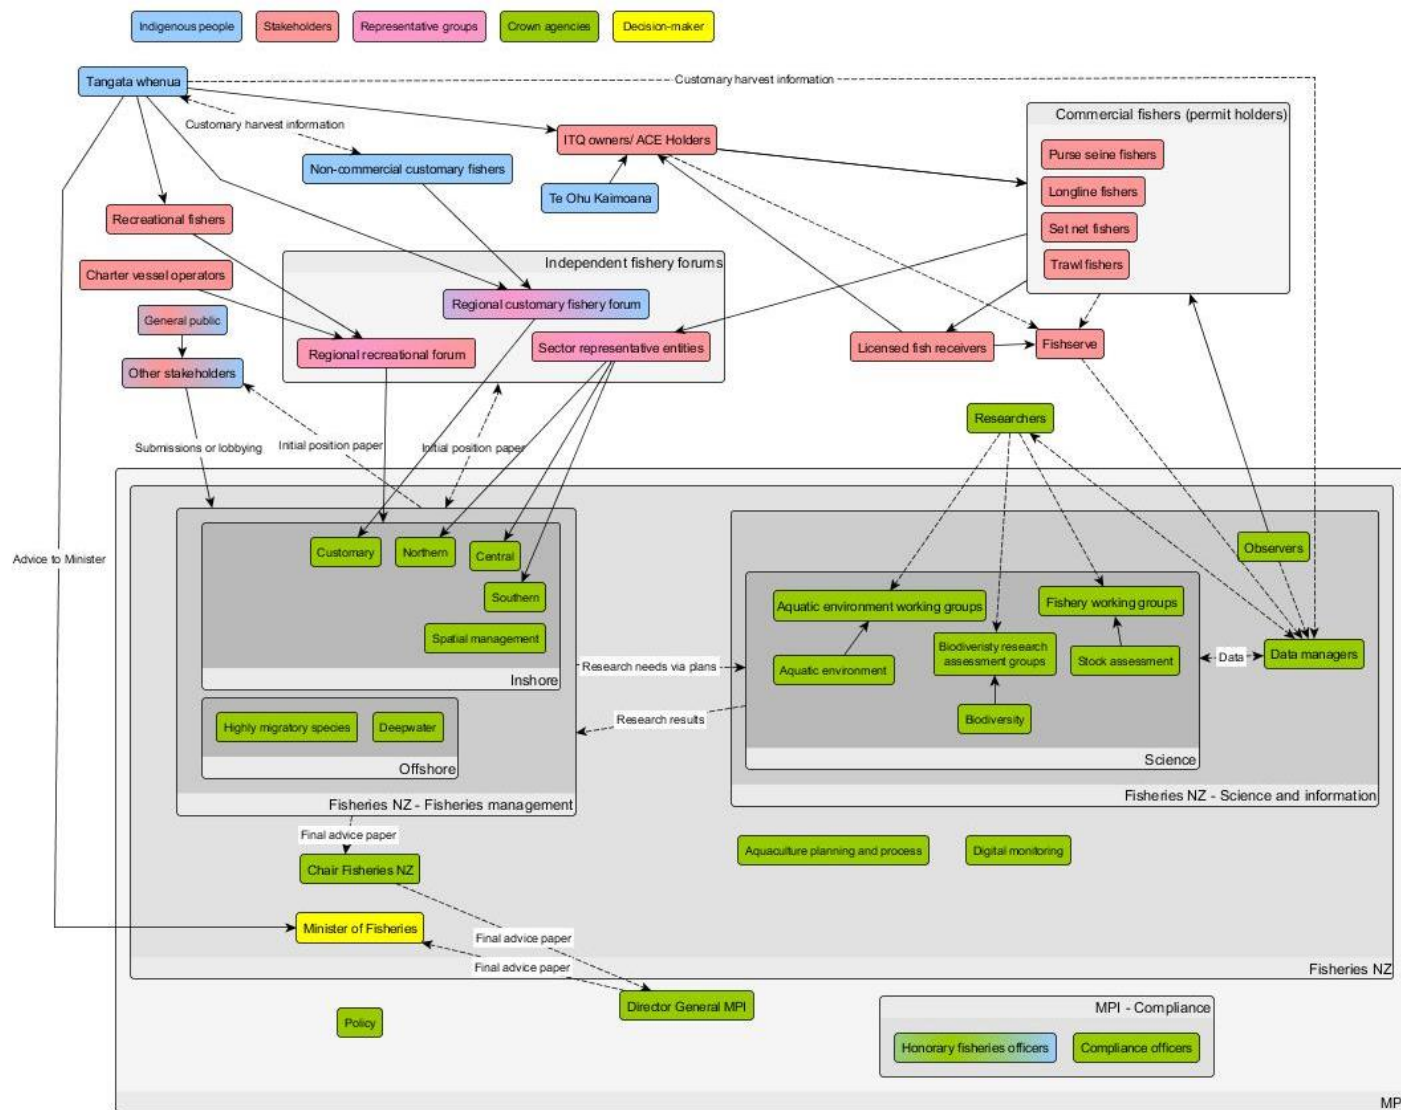 Indigenous people
Stakeholders
Representative groups
Crown agencies
Decision-maker
Tangata whenua
Customary harvest information
Customary harvest information
Commercial fishers (permit holders)
ITQ owners/ ACE Holders
Purse seine fishers
Non-commercial customary fishers
Longline fishers
Te Ohu Kaimoana
Recreational fishers
Set net fishers
Trawl fishers
Charter vessel operators
Independent fishery forums
Regional customary fishery forum
General public
Regional recreational forum
Sector representative entities
Licensed fish receivers
Fishserve
Other stakeholders
Researchers
Submissions or lobbying
Initial position paper
Initial position paper
Advice to Minister
Customary
Northern
Central
Southern
Spatial management
Inshore
Highly migratory species
Deepwater
Offshore
Fisheries NZ - Fisheries management
Research needs via plans
Research results
Observers
Aquatic environment working groups
Fishery working groups
Biodiveristy research
assessment groups
Aquatic environment
Stock assessment
Biodiversity
Science
Data
Data managers
Fisheries NZ - Science and information
Final advice paper
Chair Fisheries NZ
Aquaculture planning and process
Digital monitoring
Minister of Fisheries
Final advice paper
Final advice paper
Fisheries NZ
Director General MPI
Policy
MPI - Compliance
Honorary fisheries officers
Compliance officers
MP